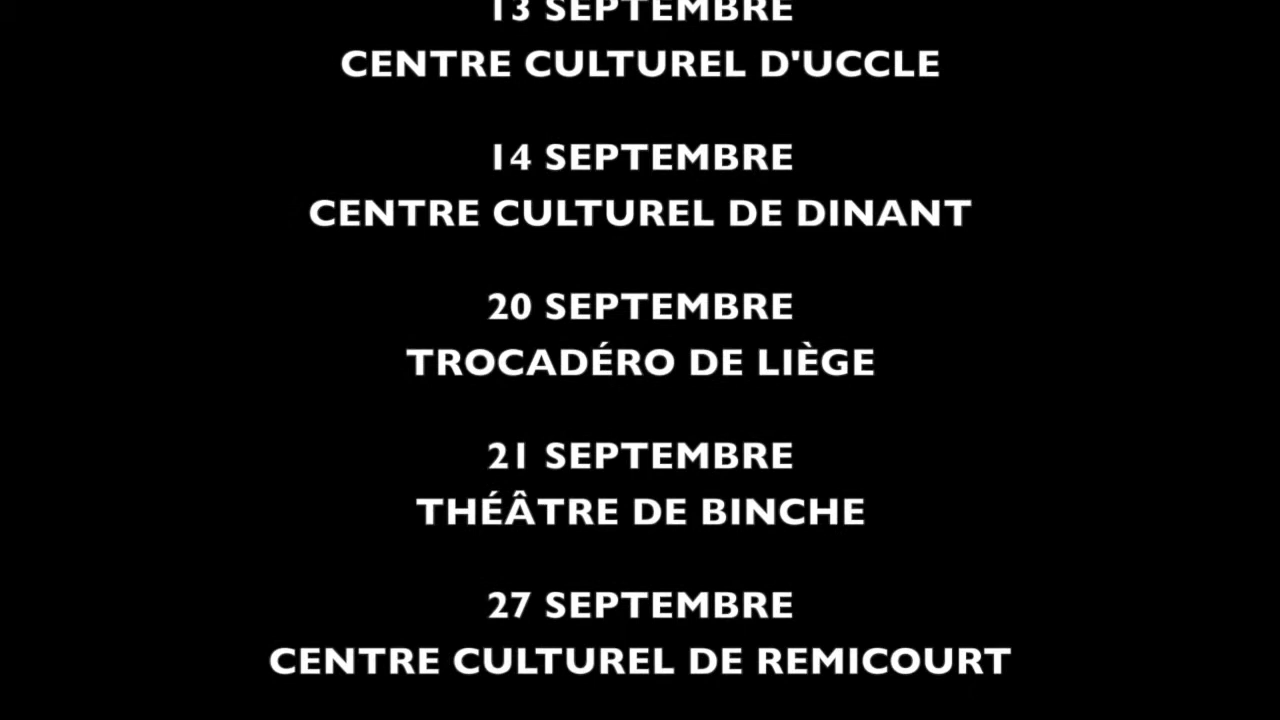 13 SEPTEMBRE
CENTRE CULTUREL D'UCCLE
14 SEPTEMBRE
CENTRE CULTUREL DE DINANT
20 SEPTEMBRE
TROCADÉRO DE LIÈGE
21 SEPTEMBRE
THÉÂTRE DE BINCHE
27 SEPTEMBRE
CENTRE CULTUREL DE REMICOURT